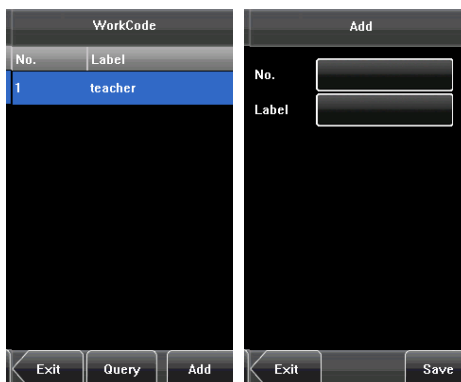 WorkCode
No. Label
1 teacher
Exit Query Add
Add
No.
Label
Exit Save